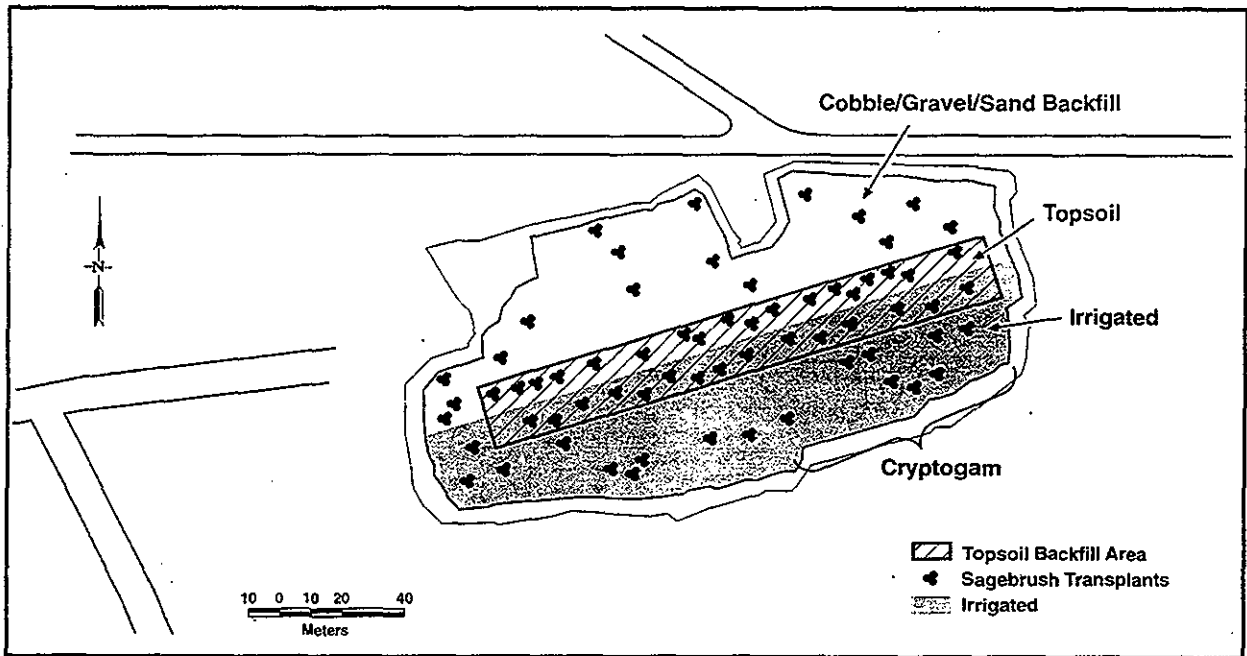 Cobble/Gravel/Sand Backfill
Topsoil
N
Irrigated
Cryptogam
Topsoil Backfill Area
Sagebrush Transplants
Irrigated
10 0 10 20 40
Meters